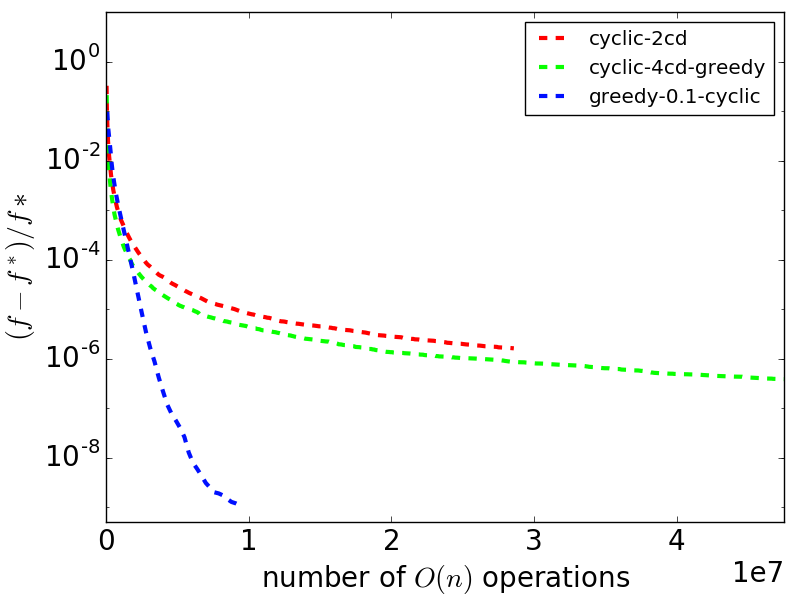 cyclic-2cd
cyclic-4cd-greedy
greedy-0.1-cyclic
10^0
10^-2
10^-4
10^-6
10^-8
(f − f*)/f*
0 1 2 3 4
1e7
number of O(n) operations